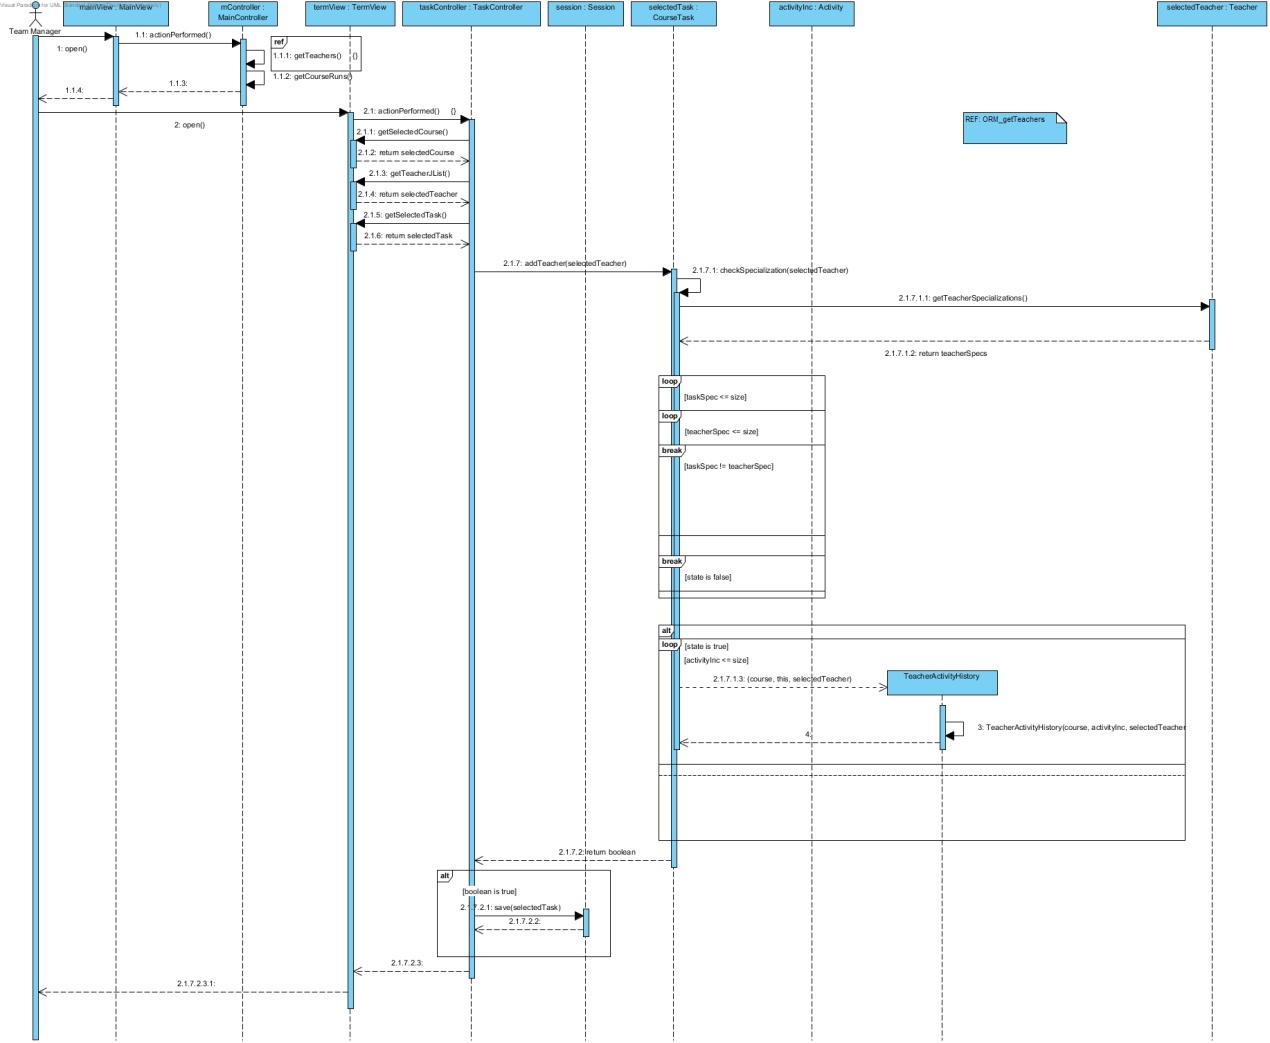 mainView : MainView
mController :
MainController
termView : TermView
taskController : TaskController
session : Session
selectedTask :
CourseTask
activityInc : Activity
selectedTeacher : Teacher
Team Manager
1: open()
1.1: actionPerformed()
ref
1.1.1: getTeachers() {}
1.1.2: getCourseRuns()
1.1.3:
1.1.4:
2: open()
2.1: actionPerformed() {}
REF: ORM_getTeachers
2.1.1: getSelectedCourse()
2.1.2: return selectedCourse
2.1.3: getTeacherJList()
2.1.4: return selectedTeacher
2.1.5: getSelectedTask()
2.1.6: return selectedTask
2.1.7: addTeacher(selectedTeacher)
2.1.7.1: checkSpecialization(selectedTeacher)
2.1.7.1.1: getTeacherSpecializations()
2.1.7.1.2: return teacherSpecs
loop
[taskSpec <= size]
loop
[teacherSpec <= size]
break
[taskSpec != teacherSpec]
break
[state is false]
alt
loop
[state is true]
[activityInc <= size]
2.1.7.1.3: (course, this, selectedTeacher)
TeacherActivityHistory
3: TeacherActivityHistory(course, activityInc, selectedTeacher
4:
2.1.7.2: return boolean
alt
[boolean is true]
2.1.7.2.1: save(selectedTask)
2.1.7.2.2:
2.1.7.2.3:
2.1.7.2.3.1: